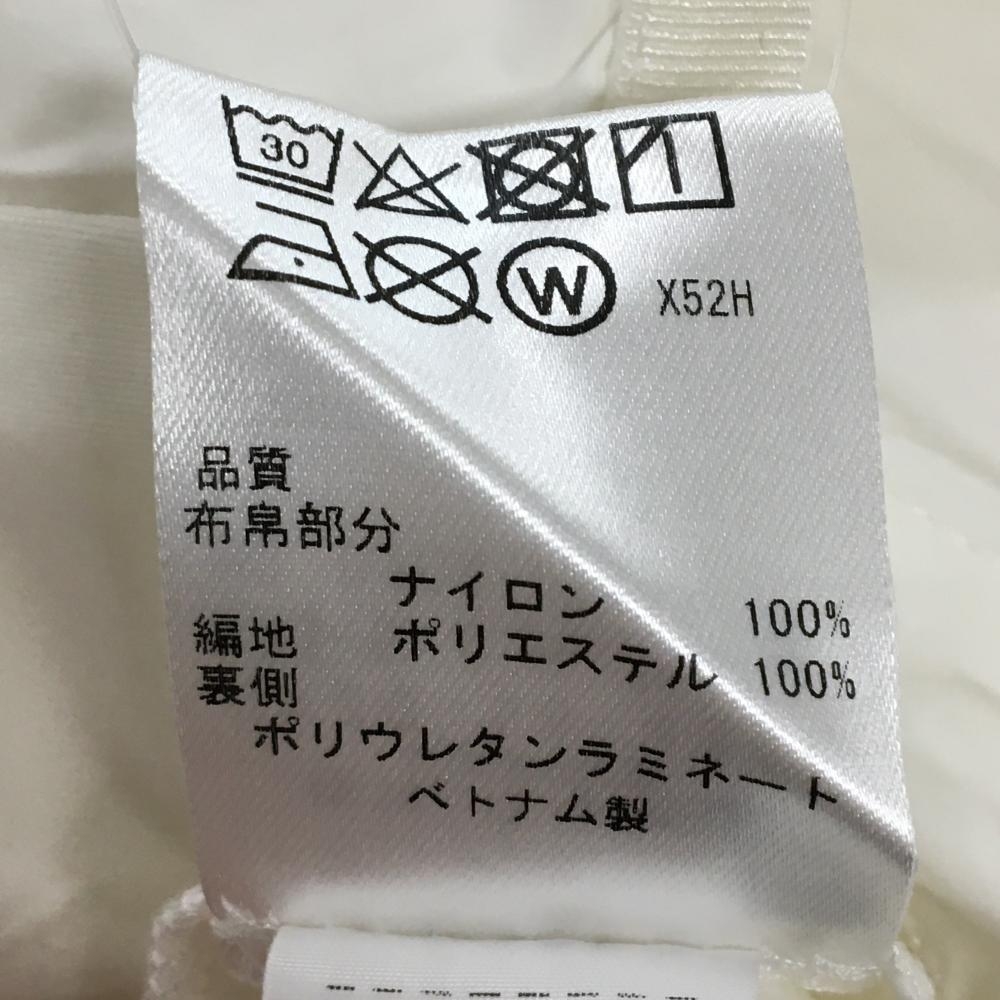 30
W X52H
品質
布帛部分
ナイロン 100%
編地 ポリエステル 100%
裏側
ポリウレタンラミネート
ベトナム製